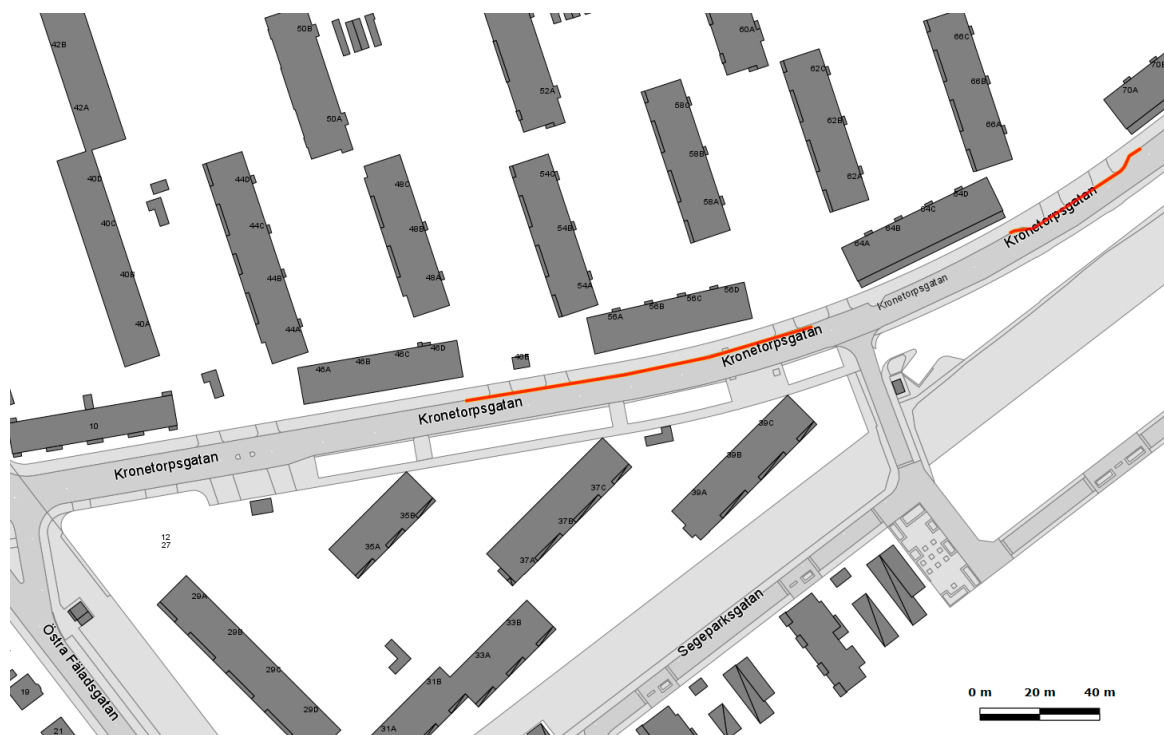 42B
50B
60A
66C
70B
42A
52A
62C
66B
70A
50A
58C
62B
66A
40D
44D
48C
54C
58B
62A
40C
44C
48B
54B
58A
64D
64C
64B
64A
Kronetorpsgatan
40B
44B
48A
54A
56D
56C
56B
56A
Kronetorpsgatan
40A
44A
46D
46C
46B
46A
Kronetorpsgatan
10
Kronetorpsgatan
Kronetorpsgatan
39C
39B
39A
37C
37B
37A
35B
35A
12
27
29A
29B
29C
29D
33B
33A
31B
31A
Segeparksgatan
Östra Fäladsgatan
19
21
0 m 20 m 40 m